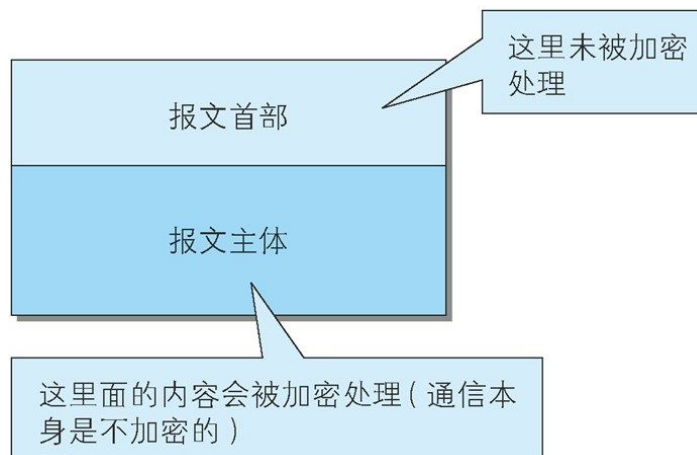 这里未被加密
处理
报文首部
报文主体
这里面的内容会被加密处理(通信本
身是不加密的)